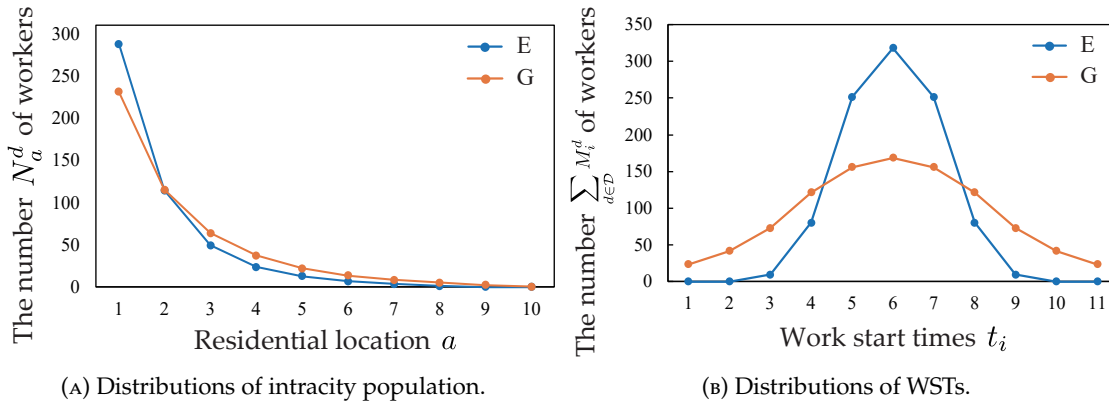 The number N_a^d of workers
300
250
200
150
100
50
0
E
G
1 2 3 4 5 6 7 8 9 10
Residential location a
(A) Distributions of intracity population.
The number ∑_{d∈𝒟} M_i^d of workers
350
300
250
200
150
100
50
0
E
G
1 2 3 4 5 6 7 8 9 10 11
Work start times t_i
(B) Distributions of WSTs.